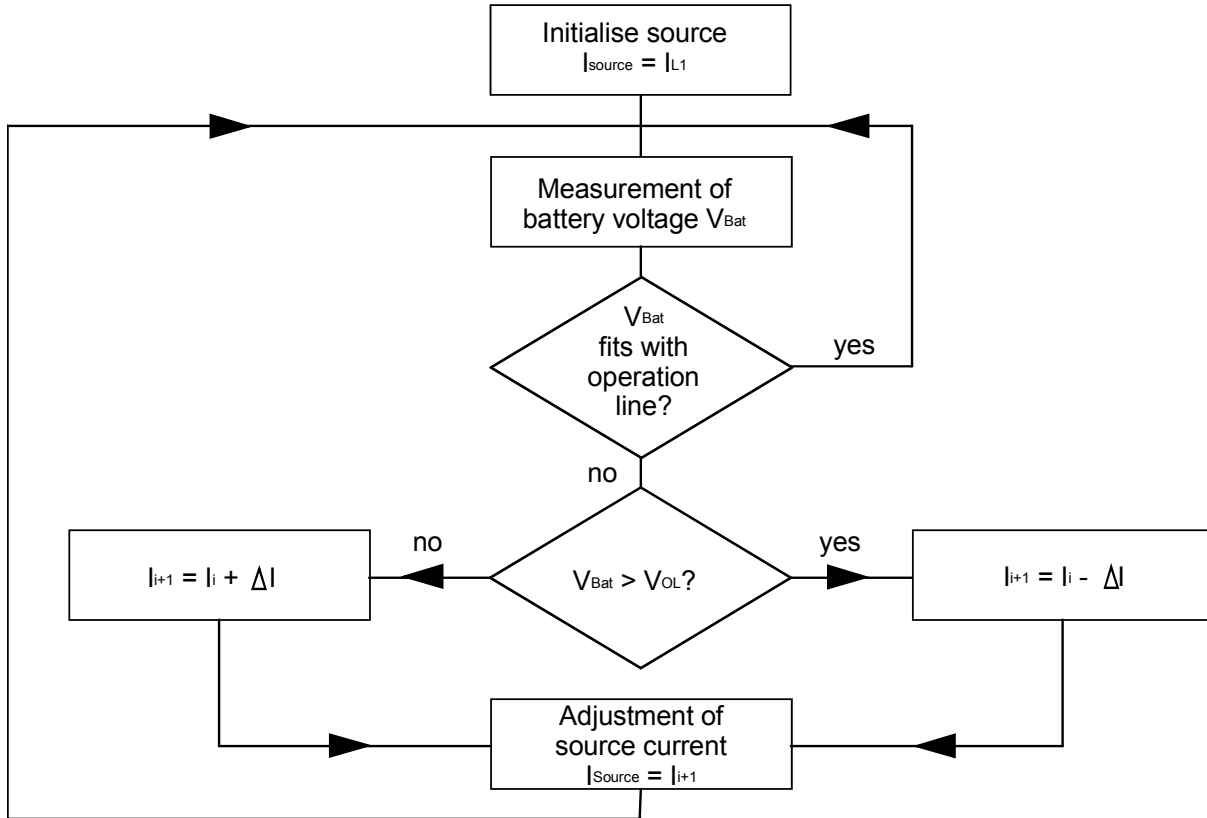 Initialise source
Isource = IL1
Measurement of
battery voltage VBat
VBat
fits with
operation
line?
yes
no
no
yes
Ii+1 = Ii + ΔI
VBat > VOL?
Ii+1 = Ii - ΔI
Adjustment of
source current
ISource = Ii+1